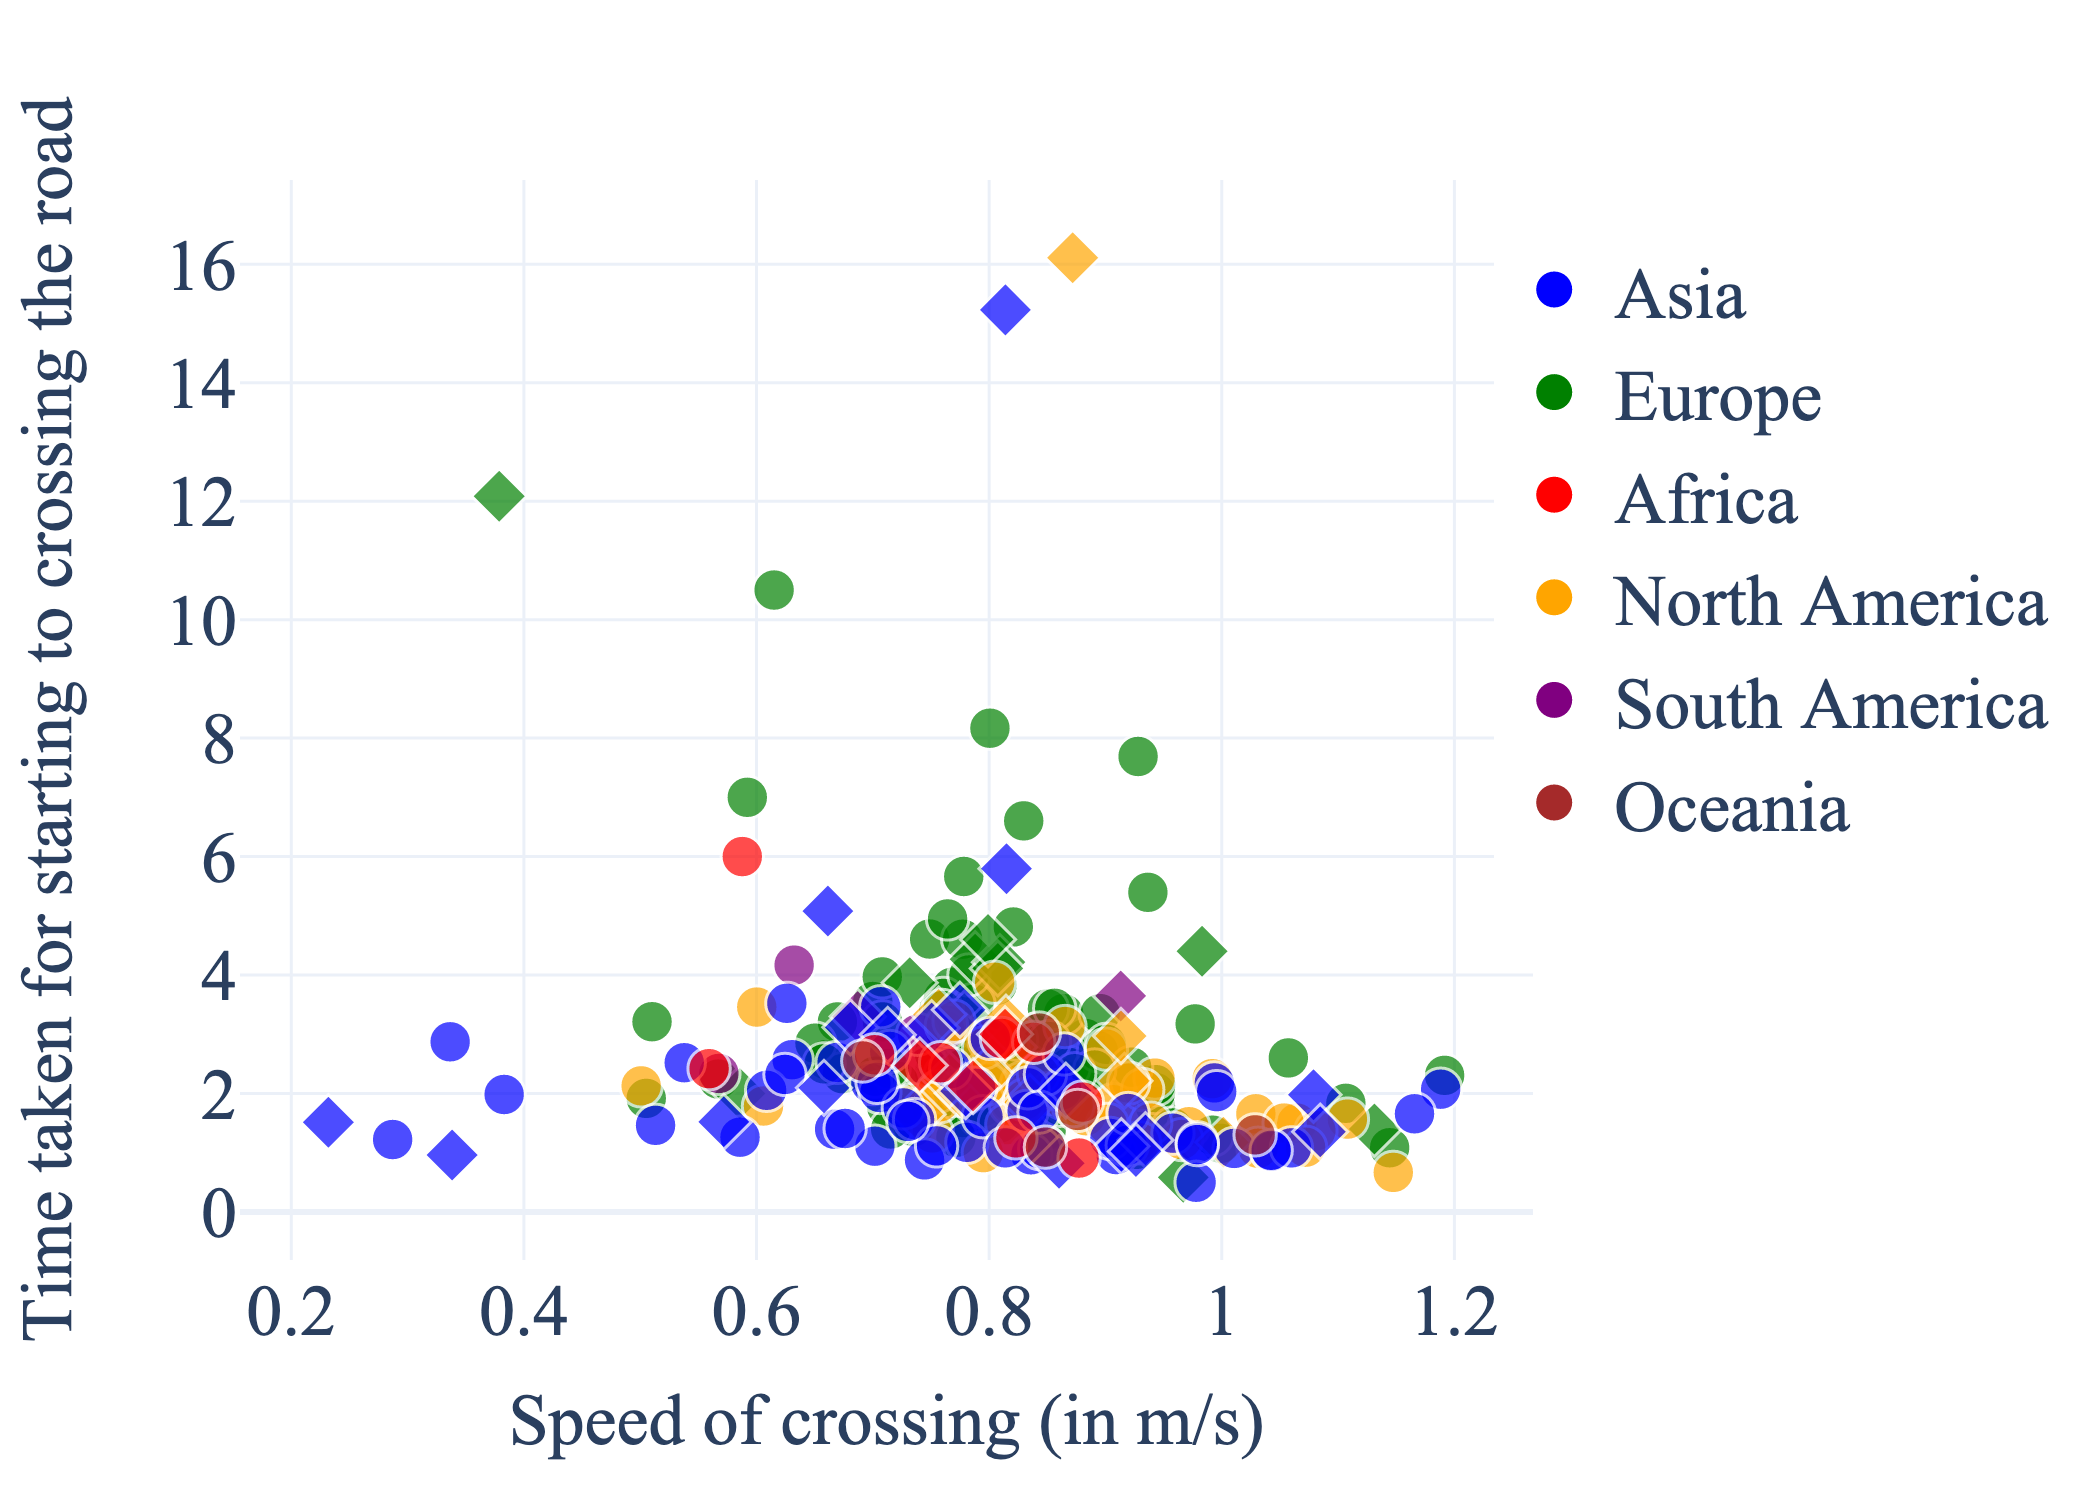 Time taken for starting to crossing the road
16
14
12
10
8
6
4
2
0
0.2
0.4
0.6
0.8
1
1.2
Speed of crossing (in m/s)
Asia
Europe
Africa
North America
South America
Oceania